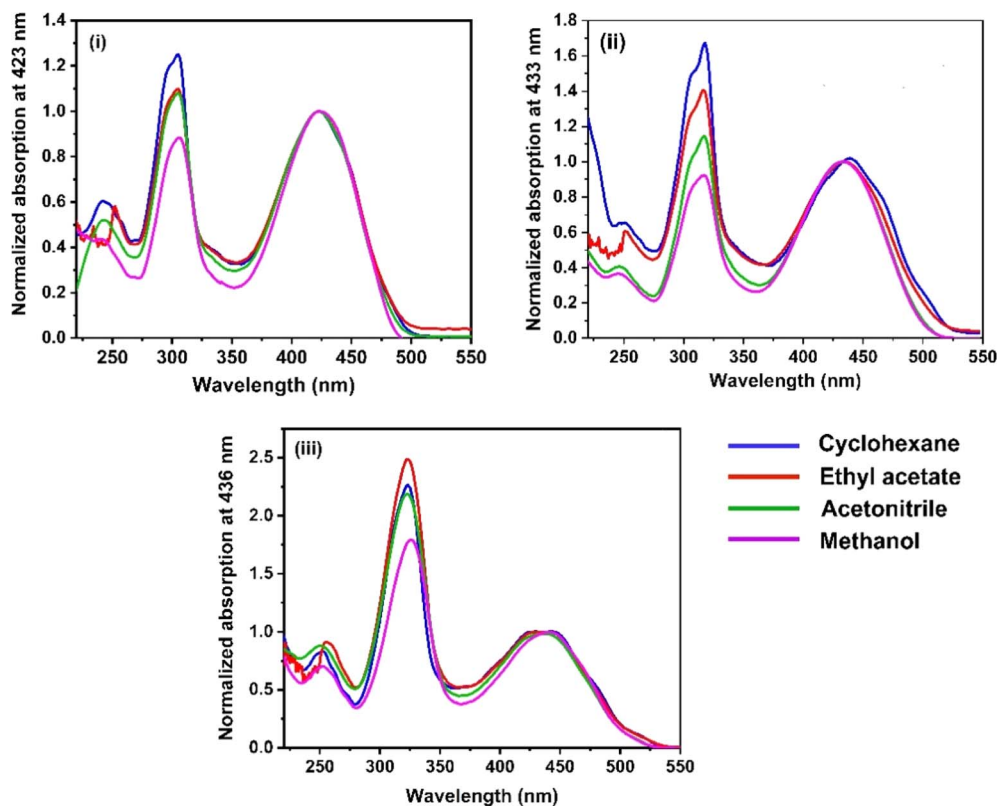 (i)
Normalized absorption at 423 nm
1.4
1.2
1.0
0.8
0.6
0.4
0.2
0.0
250 300 350 400 450 500 550
Wavelength (nm)
(ii)
Normalized absorption at 433 nm
1.8
1.6
1.4
1.2
1.0
0.8
0.6
0.4
0.2
0.0
250 300 350 400 450 500 550
Wavelength (nm)
(iii)
Normalized absorption at 436 nm
2.5
2.0
1.5
1.0
0.5
0.0
250 300 350 400 450 500 550
Wavelength (nm)
Cyclohexane
Ethyl acetate
Acetonitrile
Methanol